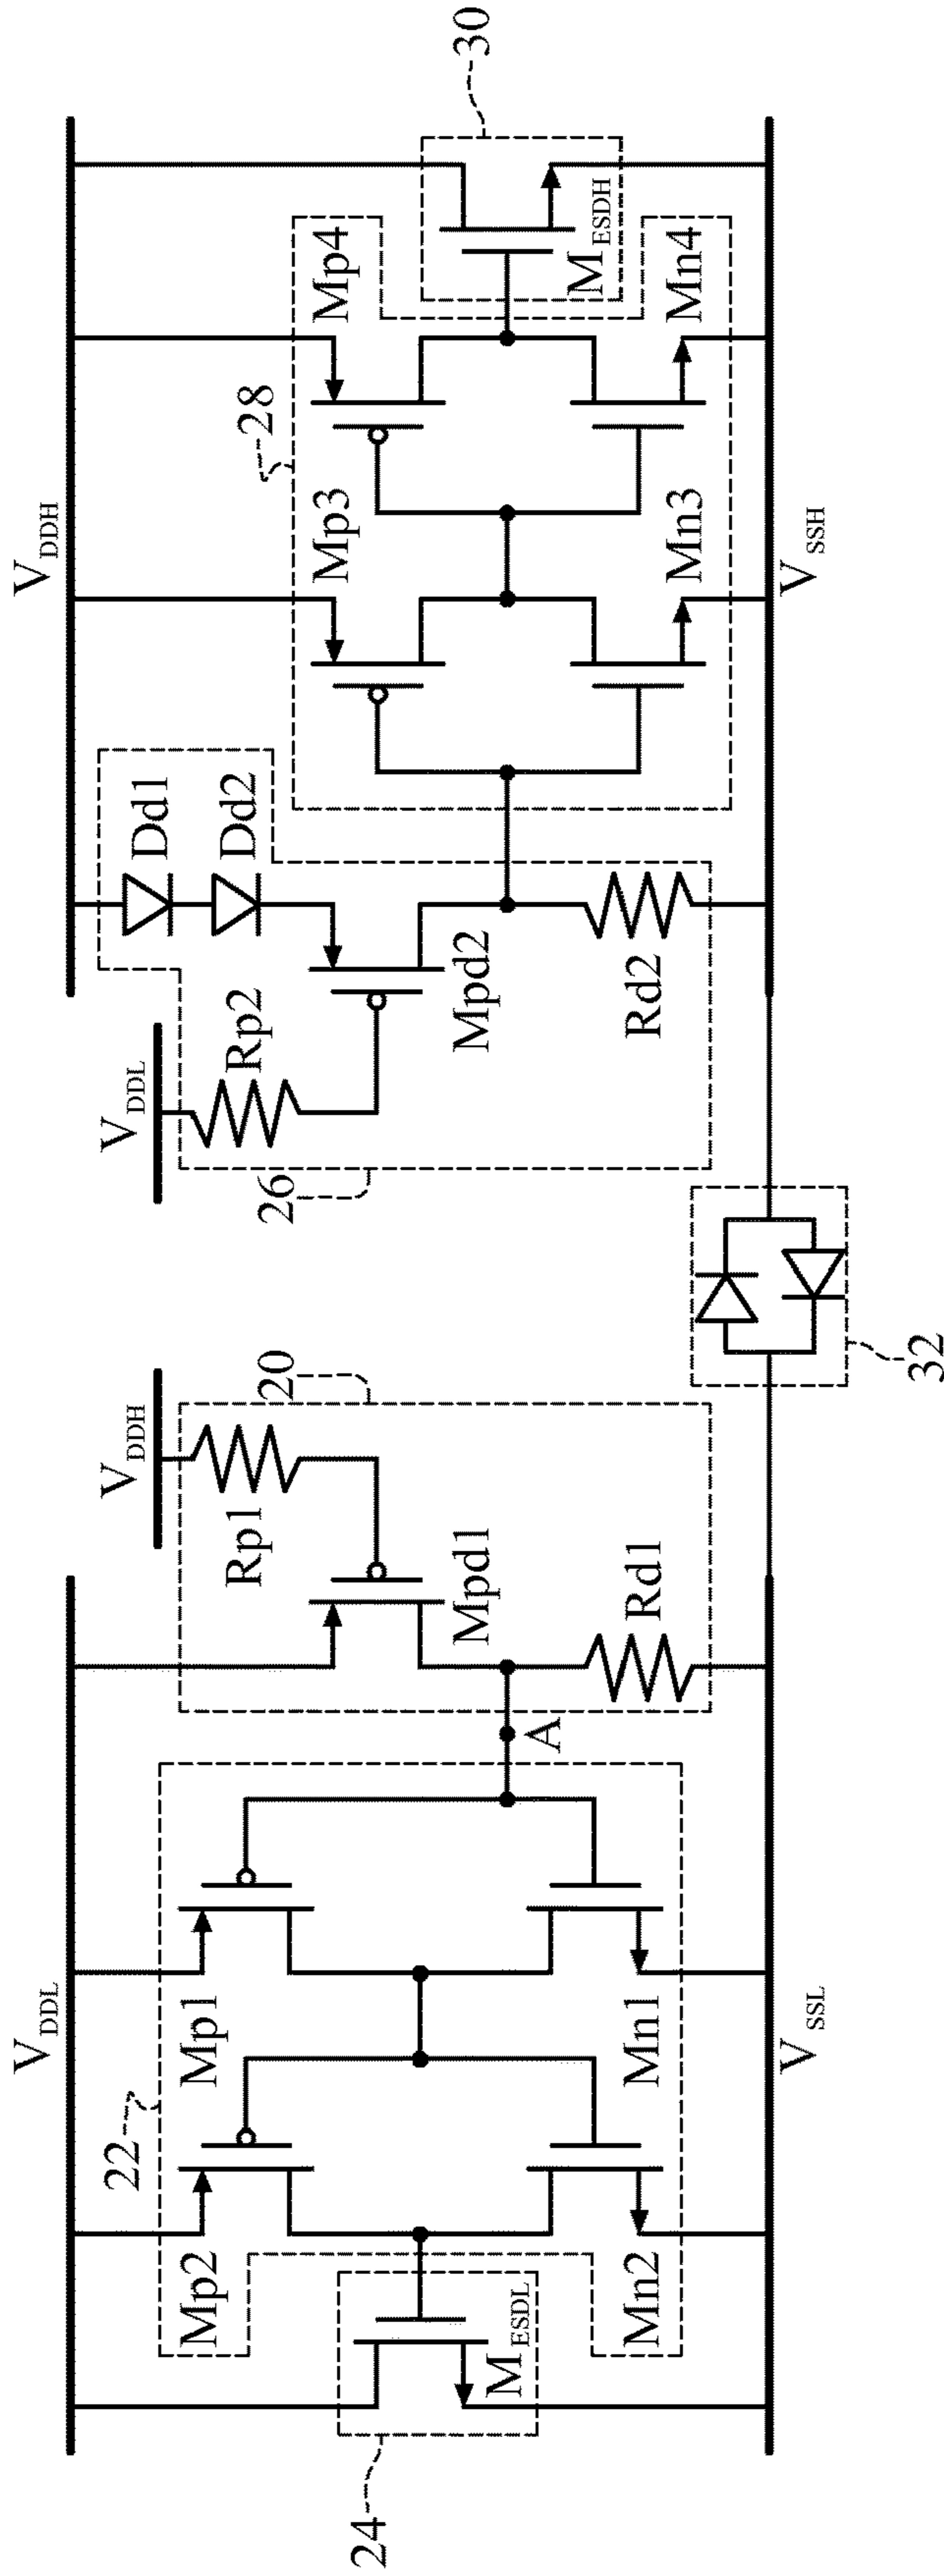 V_DDL
V_DDH
V_DDL
V_DDH
22
Mp2
Mp1
Rp1
20
26
Rp2
Dd1
Dd2
28
Mp3
Mp4
24
M_ESDL
A
Mpd1
Mpd2
30
M_ESDH
Mn2
Mn1
Rd1
Rd2
Mn3
Mn4
V_SSL
32
V_SSH